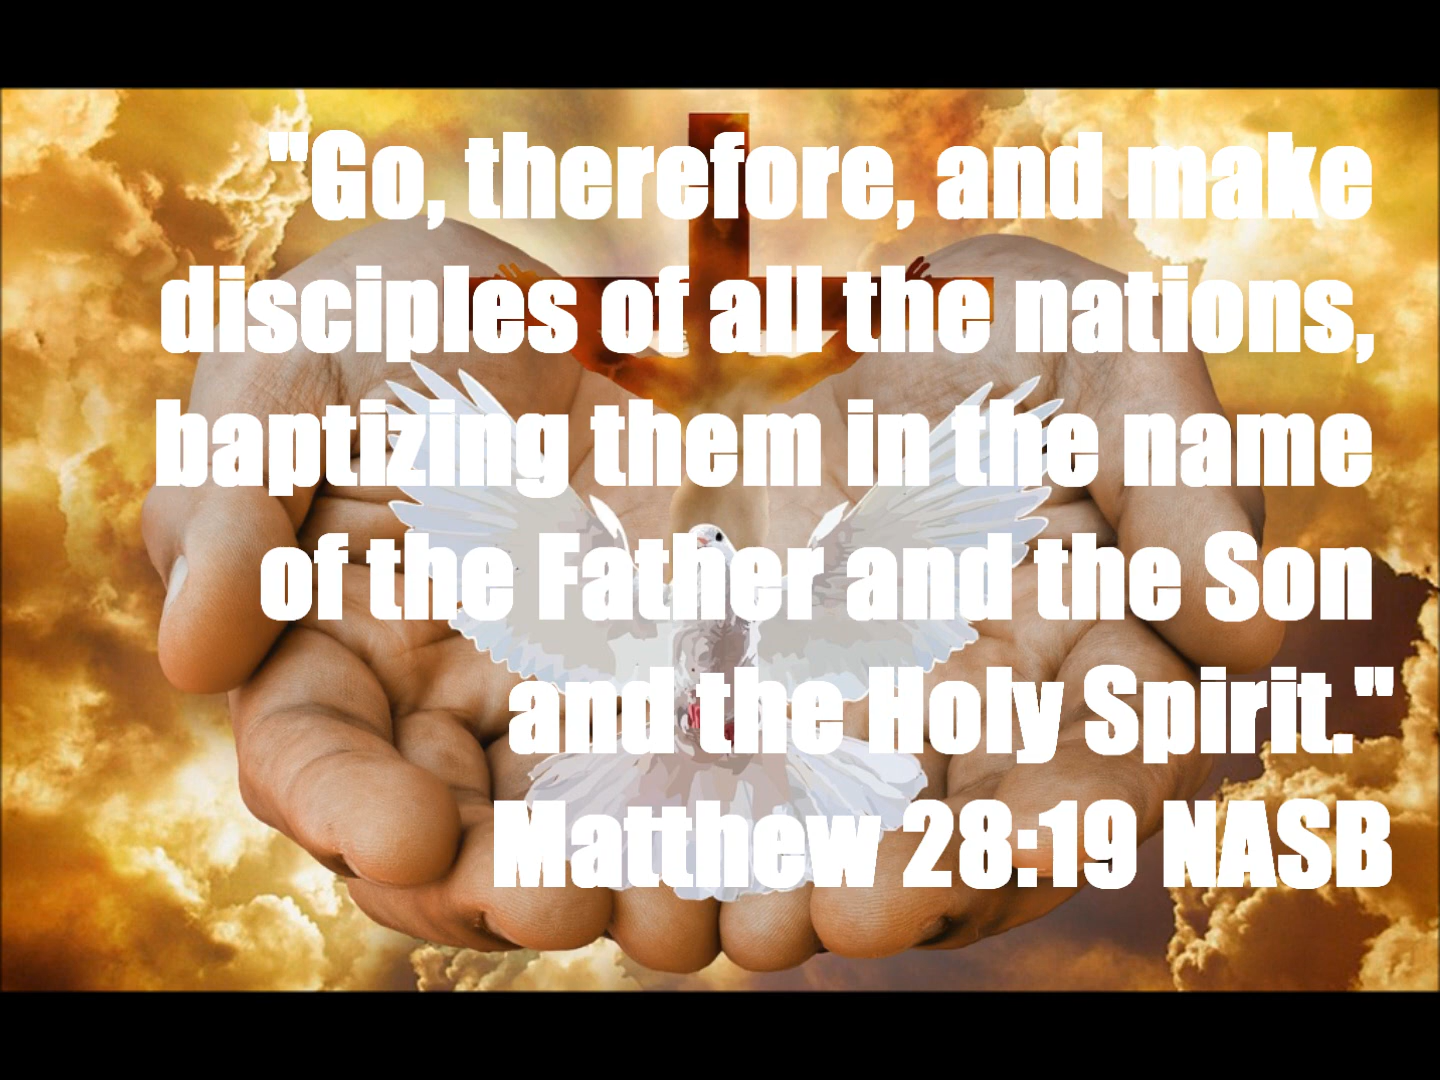 "Go, therefore, and make
disciples of all the nations,
baptizing them in the name
of the Father and the Son
and the Holy Spirit."
Matthew 28:19 NASB